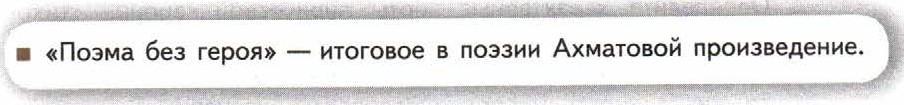 ■ «Поэма без героя» — итоговое в поэзии Ахматовой произведение.